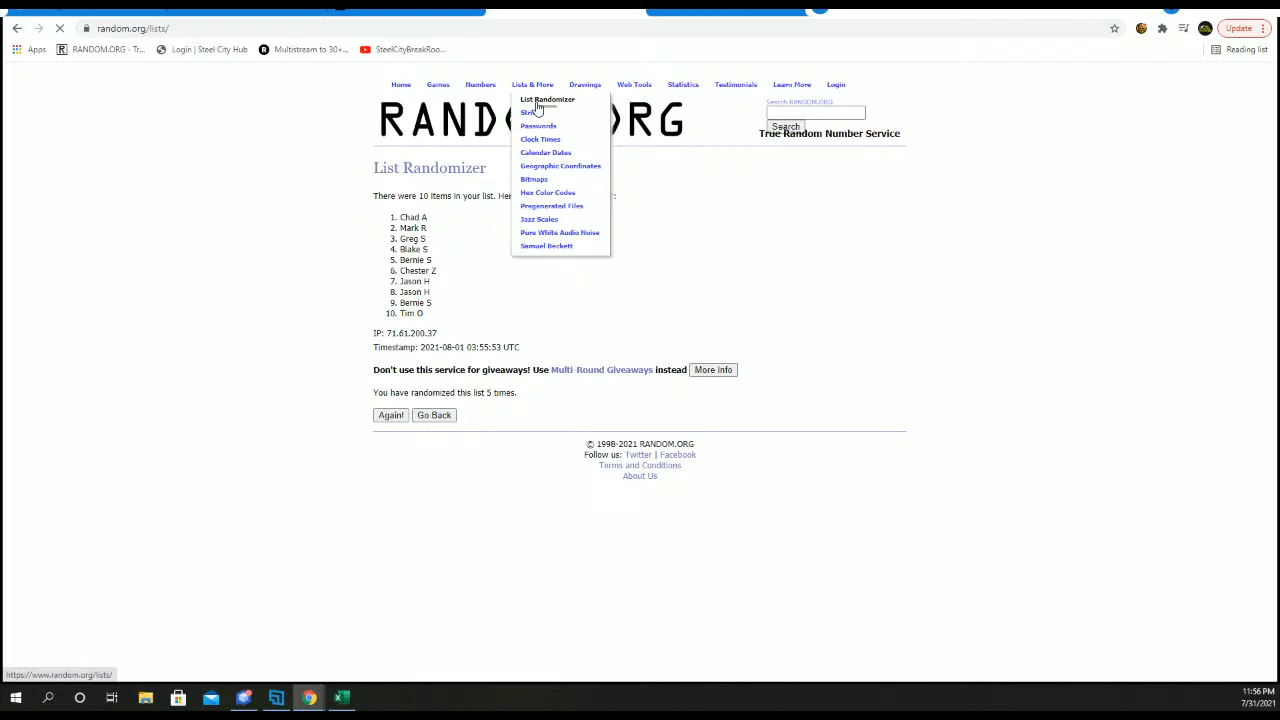 random.org/lists/
Update
Apps
RANDOM.ORG - Tr...
Login | Steel City Hub
Multistream to 30+...
SteelCityBreakRoo...
Reading list
Home
Games
Numbers
Lists & More
Drawings
Web Tools
Statistics
Testimonials
Learn More
Login
List Randomizer
Passwords
Clock Times
Calendar Dates
Geographic Coordinates
Bitmaps
Hex Color Codes
Pregenerated Files
Jazz Scales
Pure White Audio Noise
Samuel Beckett
Search RANDOM.ORG
Search
True Random Number Service
List Randomizer
There were 10 items in your list.
1. Chad A
2. Mark R
3. Greg S
4. Blake S
5. Bernie S
6. Chester Z
7. Jason H
8. Jason H
9. Bernie S
10. Tim O
IP: 71.61.200.37
Timestamp: 2021-08-01 03:55:53 UTC
Don't use this service for giveaways! Use Multi-Round Giveaways instead More Info
You have randomized this list 5 times.
Again! Go Back
© 1998-2021 RANDOM.ORG
Follow us: Twitter | Facebook
Terms and Conditions
About Us
https://www.random.org/lists/
11:56 PM
7/31/2021